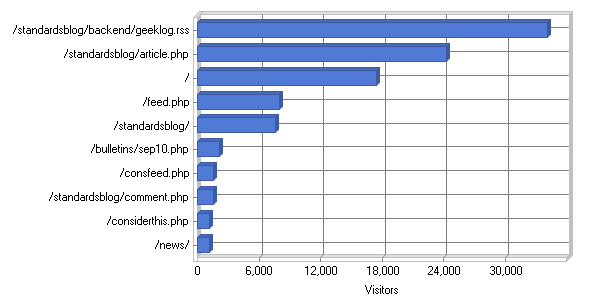 /standardsblog/backend/geeklog.rss
/standardsblog/article.php
/
/feed.php
/standardsblog/
/bulletins/sep10.php
/consfeed.php
/standardsblog/comment.php
/considerthis.php
/news/
0 6,000 12,000 18,000 24,000 30,000
Visitors